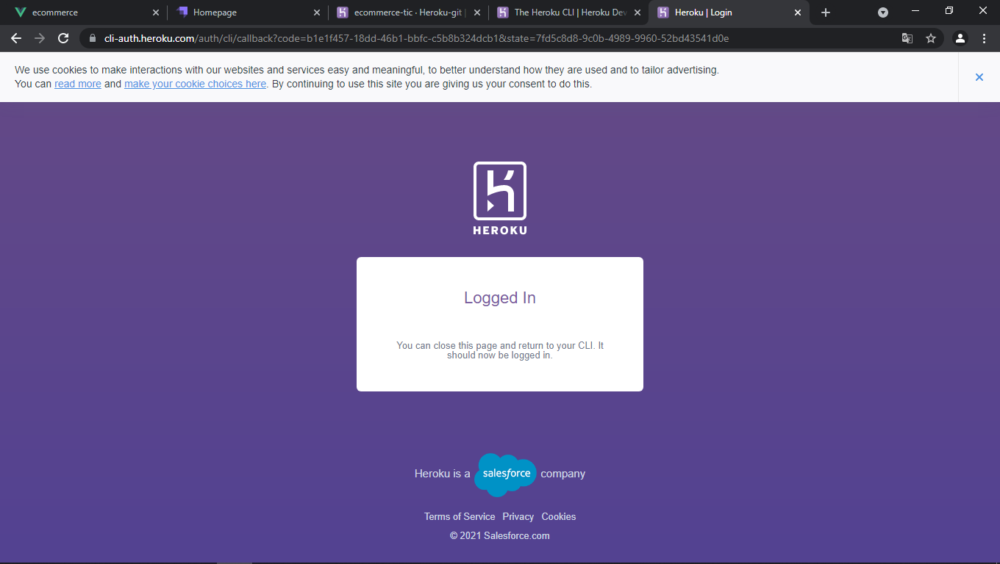 ecommerce
Homepage
ecommerce-tic · Heroku-git |
The Heroku CLI | Heroku Dev
Heroku | Login
cli-auth.heroku.com/auth/cli/callback?code=b1e1f457-18dd-46b1-bbfc-c5b8b324dcb1&state=7fd5c8d8-9c0b-4989-9960-52bd43541d0e
We use cookies to make interactions with our websites and services easy and meaningful, to better understand how they are used and to tailor advertising.
You can read more and make your cookie choices here. By continuing to use this site you are giving us your consent to do this.
HEROKU
Logged In
You can close this page and return to your CLI. It
should now be logged in.
Heroku is a salesforce company
Terms of Service Privacy Cookies
© 2021 Salesforce.com